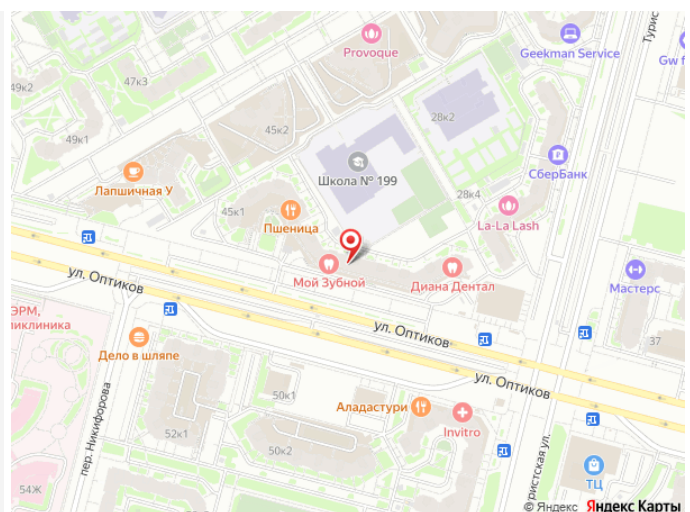 Provoque
Geekman Service
Турис
Gw f
47к3
49к1
45к2
28к2
Школа № 199
СберБанк
Лапшичная У
45к1
28к4
Пшеница
La-La Lash
Мой Зубной
Диана Дентал
Мастерс
ул. Оптиков
ЭРМ,
ликлиника
ул. Оптиков
37
Дело в шляпе
ул. Оптиков
пер. Никифорова
50к1
Аладастури
Invitro
52к1
50к2
ристская ул.
ТЦ
54Ж
© Яндекс Яндекс Карты